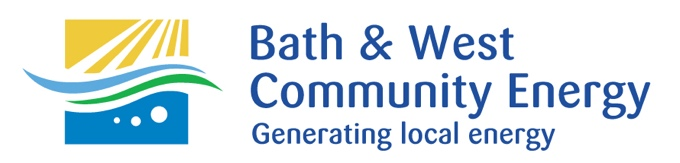 Bath & West
Community Energy
Generating local energy